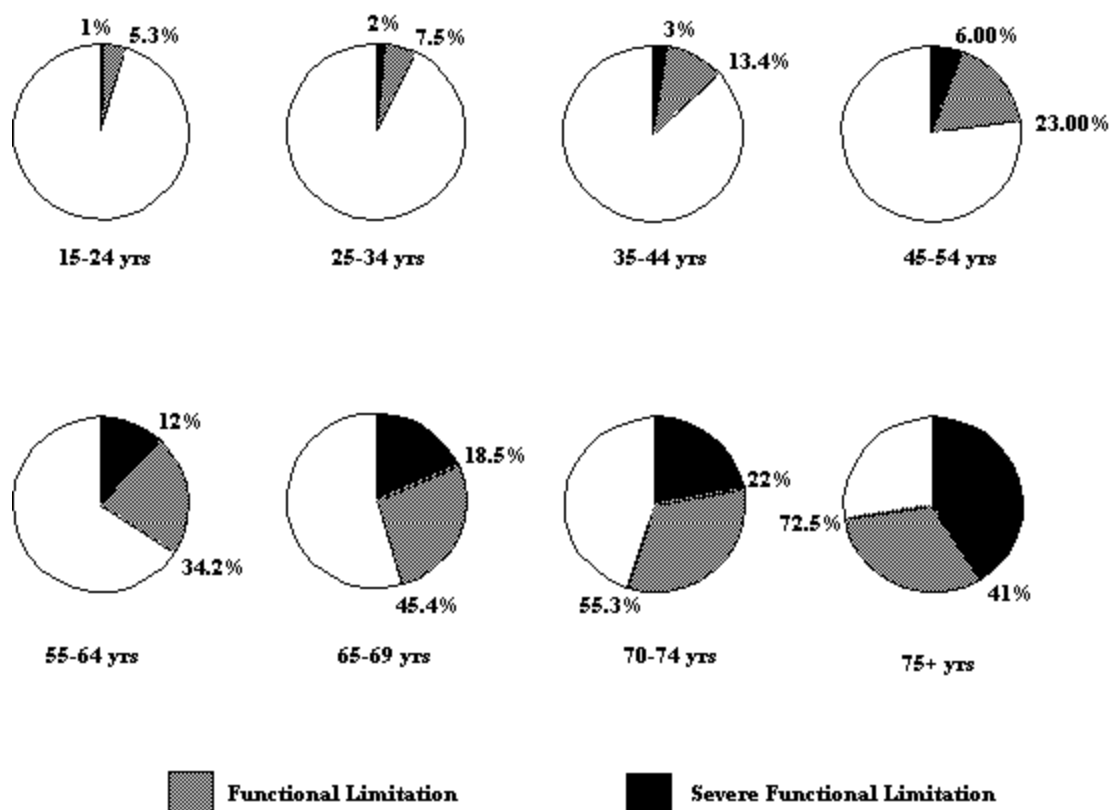 1% 5.3% 2% 7.5% 3% 13.4% 6.00% 23.00%
15-24 yrs 25-34 yrs 35-44 yrs 45-54 yrs
12% 34.2% 18.5% 45.4% 22% 55.3% 72.5% 41%
55-64 yrs 65-69 yrs 70-74 yrs 75+ yrs
Functional Limitation Severe Functional Limitation